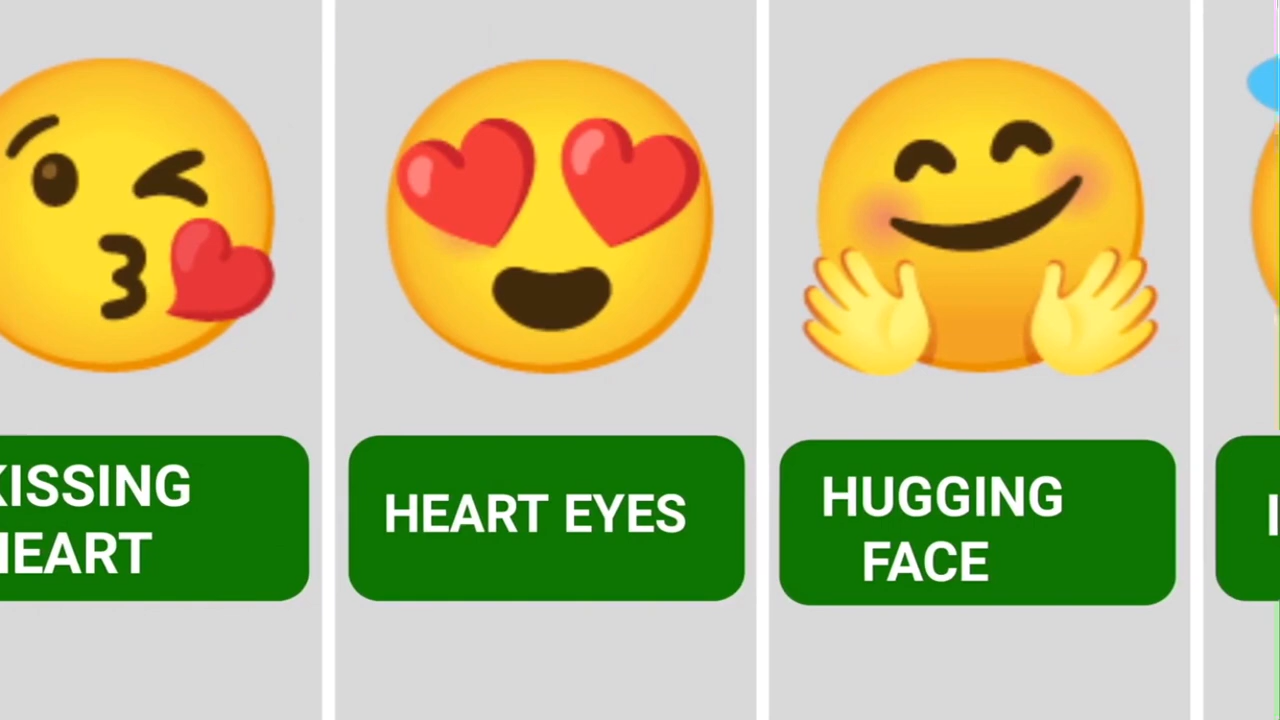 KISSING
HEART
HEART EYES
HUGGING
FACE